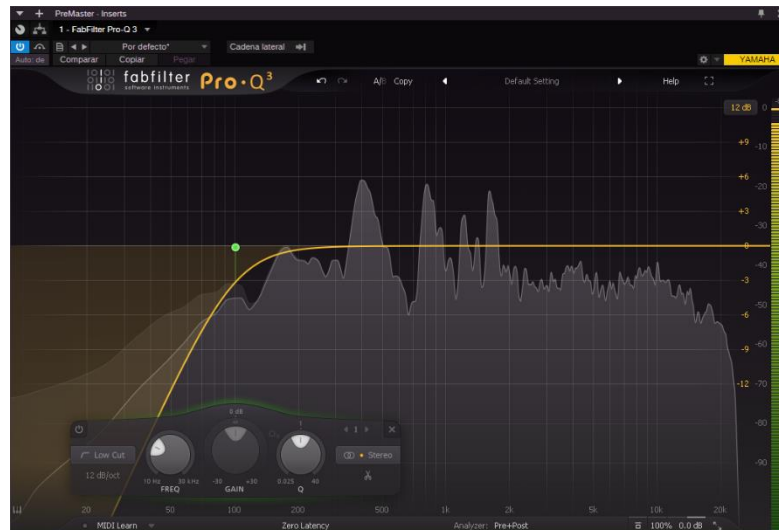 PreMaster - Inserts
1 - FabFilter Pro-Q 3
Por defecto*
Cadena lateral
Auto: de Comparar Copiar Pegar
YAMAHA
fabfilter
software instruments
Pro·Q³
A/B Copy
Default Setting
Help
12 dB 0
+9 -10
+6 -20
+3 -30
0 -40
-3 -50
-6 -60
-9
-12 -70
-80
-90
0 dB
1
1
Low Cut
Stereo
12 dB/oct
10 Hz 30 kHz -30 +30 0.025 40
FREQ GAIN Q
20 50 100 200 500 1k 2k 5k 10k 20k
MIDI Learn
Zero Latency
Analyzer: Pre+Post
100% 0.0 dB